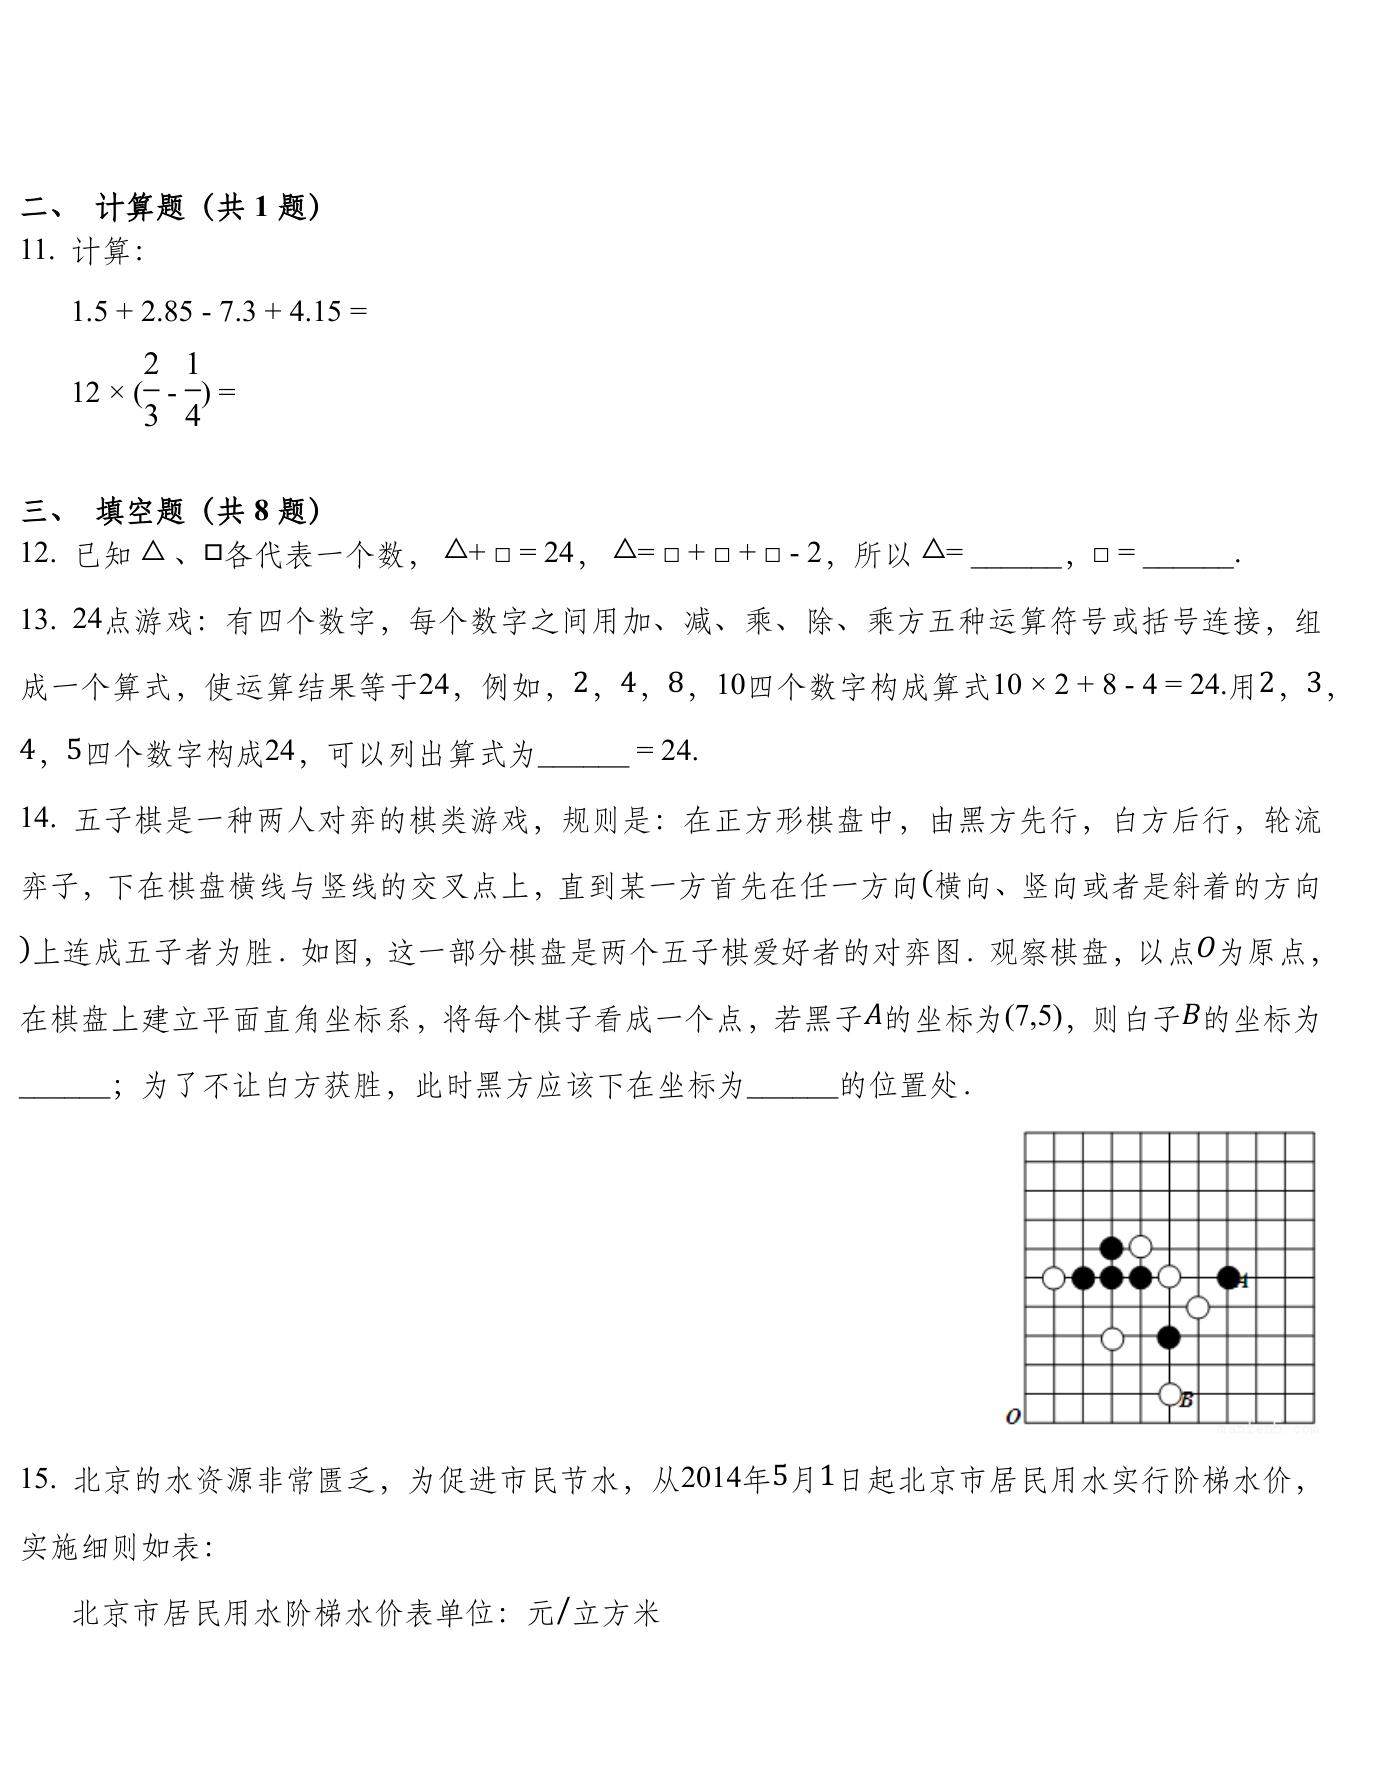 二、 计算题（共 1 题）
11. 计算：
1.5 + 2.85 - 7.3 + 4.15 =
12 × (2/3 - 1/4) =
三、 填空题（共 8 题）
12. 已知 △ 、□各代表一个数， △+ □ = 24， △= □ + □ + □ - 2，所以 △= ______，□ = ______.
13. 24点游戏：有四个数字，每个数字之间用加、减、乘、除、乘方五种运算符号或括号连接，组
成一个算式，使运算结果等于24，例如，2，4，8，10四个数字构成算式10 × 2 + 8 - 4 = 24.用2，3，
4，5四个数字构成24，可以列出算式为______ = 24.
14. 五子棋是一种两人对弈的棋类游戏，规则是：在正方形棋盘中，由黑方先行，白方后行，轮流
弈子，下在棋盘横线与竖线的交叉点上，直到某一方首先在任一方向(横向、竖向或者是斜着的方向
)上连成五子者为胜．如图，这一部分棋盘是两个五子棋爱好者的对弈图．观察棋盘，以点O为原点，
在棋盘上建立平面直角坐标系，将每个棋子看成一个点，若黑子A的坐标为(7,5)，则白子B的坐标为
______；为了不让白方获胜，此时黑方应该下在坐标为______的位置处．
A
B
O
15. 北京的水资源非常匮乏，为促进市民节水，从2014年5月1日起北京市居民用水实行阶梯水价，
实施细则如表：
北京市居民用水阶梯水价表单位：元/立方米